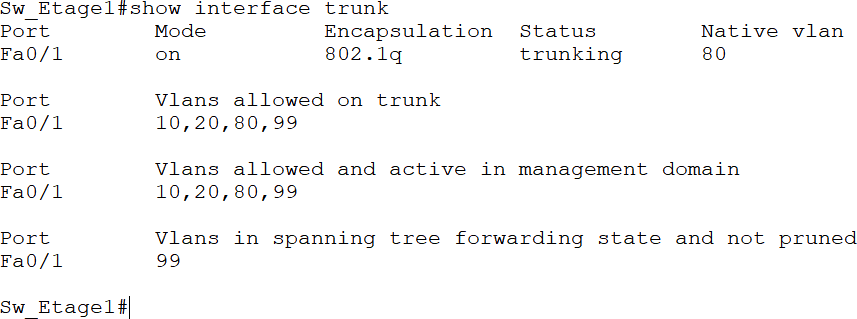 Sw_Etage1#show interface trunk
Port Mode Encapsulation Status Native vlan
Fa0/1 on 802.1q trunking 80
Port Vlans allowed on trunk
Fa0/1 10,20,80,99
Port Vlans allowed and active in management domain
Fa0/1 10,20,80,99
Port Vlans in spanning tree forwarding state and not pruned
Fa0/1 99
Sw_Etage1#